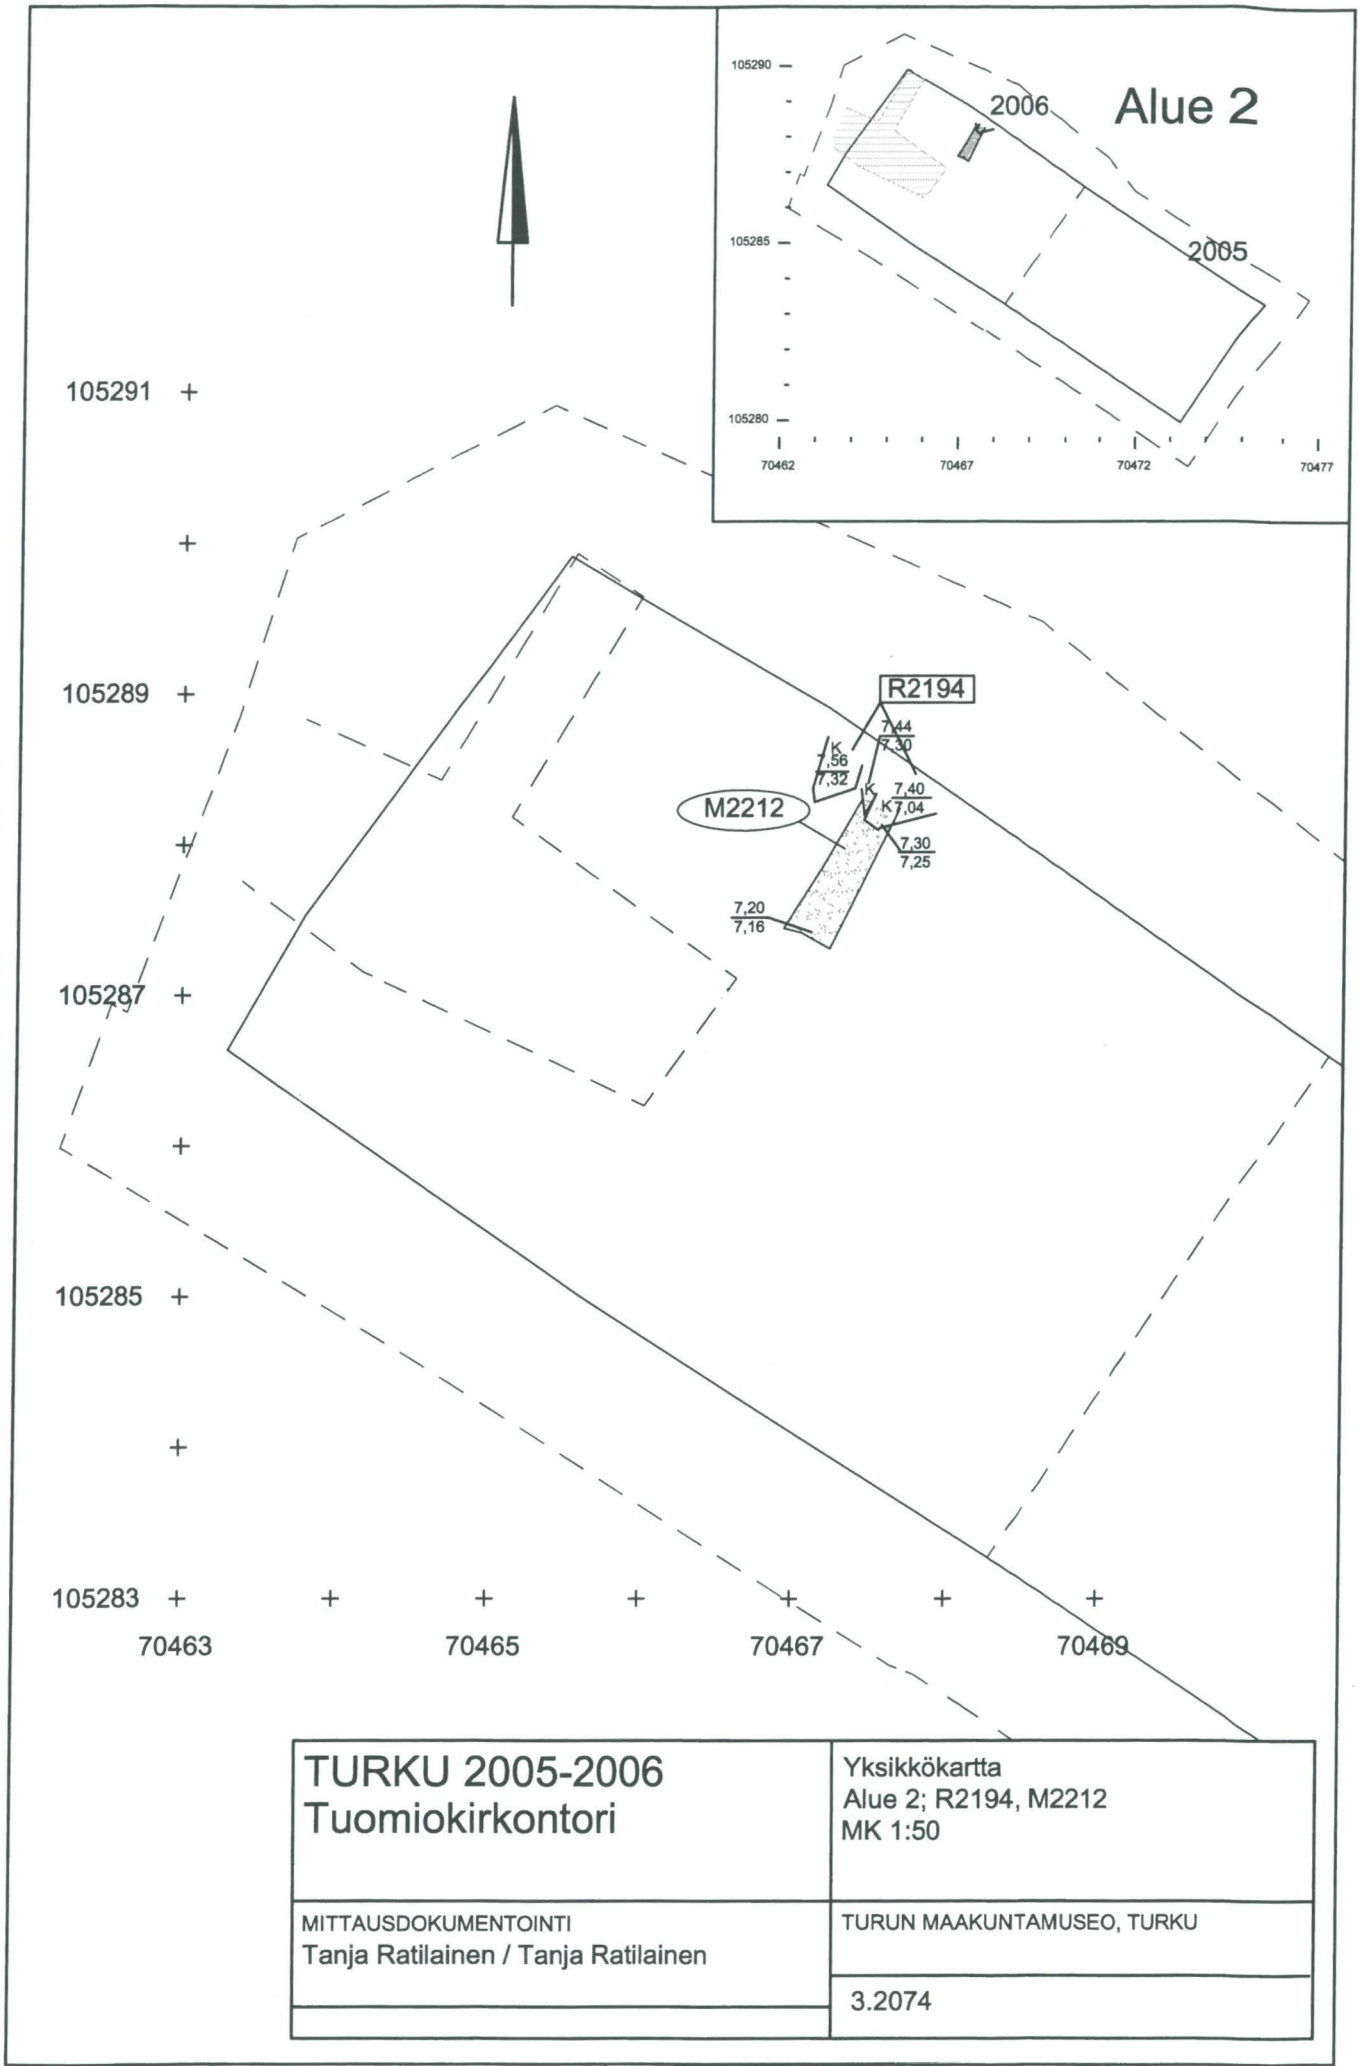 Alue 2
105290
2006
105285
2005
105280
70462
70467
70472
70477
105291
105289
R2194
7,44
7,30
K
7,56
7,32
K
7,40
K 7,04
M2212
7,30
7,25
7,20
7,16
105287
105285
105283
70463
70465
70467
70469
TURKU 2005-2006
Tuomiokirkontori
Yksikkökartta
Alue 2; R2194, M2212
MK 1:50
MITTAUSDOKUMENTOINTI
Tanja Ratilainen / Tanja Ratilainen
TURUN MAAKUNTAMUSEO, TURKU
3.2074